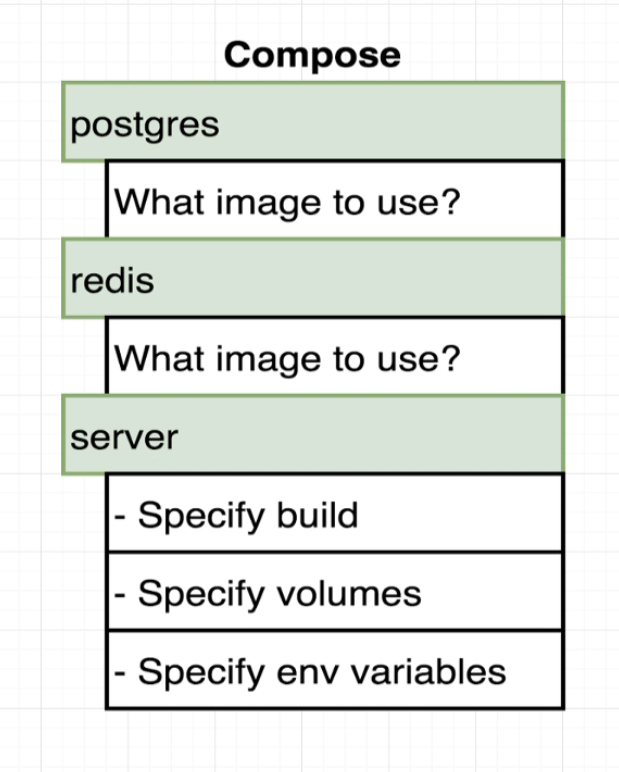 Compose
postgres
What image to use?
redis
What image to use?
server
- Specify build
- Specify volumes
- Specify env variables